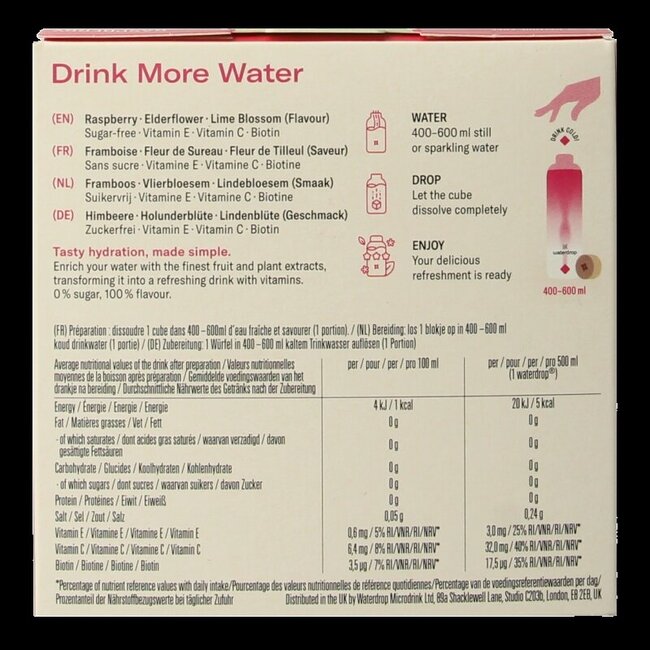 Drink More Water
(EN) Raspberry · Elderflower · Lime Blossom (Flavour)
Sugar-free · Vitamin E · Vitamin C · Biotin
(FR) Framboise · Fleur de Sureau · Fleur de Tilleul (Saveur)
Sans sucre · Vitamine E · Vitamine C · Biotine
(NL) Framboos · Vlierbloesem · Lindebloesem (Smaak)
Suikervrij · Vitamine E · Vitamine C · Biotine
(DE) Himbeere · Holunderblüte · Lindenblüte (Geschmack)
Zuckerfrei · Vitamin E · Vitamin C · Biotin
Tasty hydration, made simple.
Enrich your water with the finest fruit and plant extracts,
transforming it into a refreshing drink with vitamins.
0 % sugar, 100 % flavour.
WATER
400–600 ml still
or sparkling water
DROP
Let the cube
dissolve completely
ENJOY
Your delicious
refreshment is ready
DRINK COLD!
waterdrop
400–600 ml
(FR) Préparation : dissoudre 1 cube dans 400 – 600ml d'eau fraîche et savourer (1 portion). / (NL) Bereiding: los 1 blokje op in 400 – 600 ml
koud drinkwater (1 portie) / (DE) Zubereitung: 1 Würfel in 400 – 600 ml kaltem Trinkwasser auflösen (1 Portion)
Average nutritional values of the drink after preparation / Valeurs nutritionnelles
moyennes de la boisson après préparation / Gemiddelde voedingswaarden van het
drankje na bereiding / Durchschnittliche Nährwerte des Getränks nach der Zubereitung
per / pour / per / pro 100 ml
per / pour / per / pro 500 ml
(1 waterdrop®)
Energy / Énergie / Energie / Energie 4 kJ / 1 kcal 20 kJ / 5 kcal
Fat / Matières grasses / Vet / Fett 0 g 0 g
- of which saturates / dont acides gras saturés / waarvan verzadigd / davon
gesättigte Fettsäuren 0 g 0 g
Carbohydrate / Glucides / Koolhydraten / Kohlenhydrate 0 g 0 g
- of which sugars / dont sucres / waarvan suikers / davon Zucker 0 g 0 g
Protein / Protéines / Eiwit / Eiweiß 0 g 0 g
Salt / Sel / Zout / Salz 0,05 g 0,24 g
Vitamin E / Vitamine E / Vitamine E / Vitamin E 0,6 mg / 5% RI/VNR/RI/NRV* 3,0 mg / 25% RI/VNR/RI/NRV*
Vitamin C / Vitamine C / Vitamine C / Vitamin C 6,4 mg / 8% RI/VNR/RI/NRV* 32,0 mg / 40% RI/VNR/RI/NRV*
Biotin / Biotine / Biotine / Biotin 3,5 µg / 7% RI/VNR/RI/NRV* 17,5 µg / 35% RI/VNR/RI/NRV*
*Percentage of nutrient reference values with daily intake/Pourcentage des valeurs nutritionnelles de référence quotidiennes/Percentage van de voedingsreferentiewaarden per dag/
Prozentanteil der Nährstoffbezugswerte bei täglicher Zufuhr Distributed in the UK by Waterdrop Microdrink Ltd, 89a Shacklewell Lane, Studio C203b, London, E8 2EB, UK